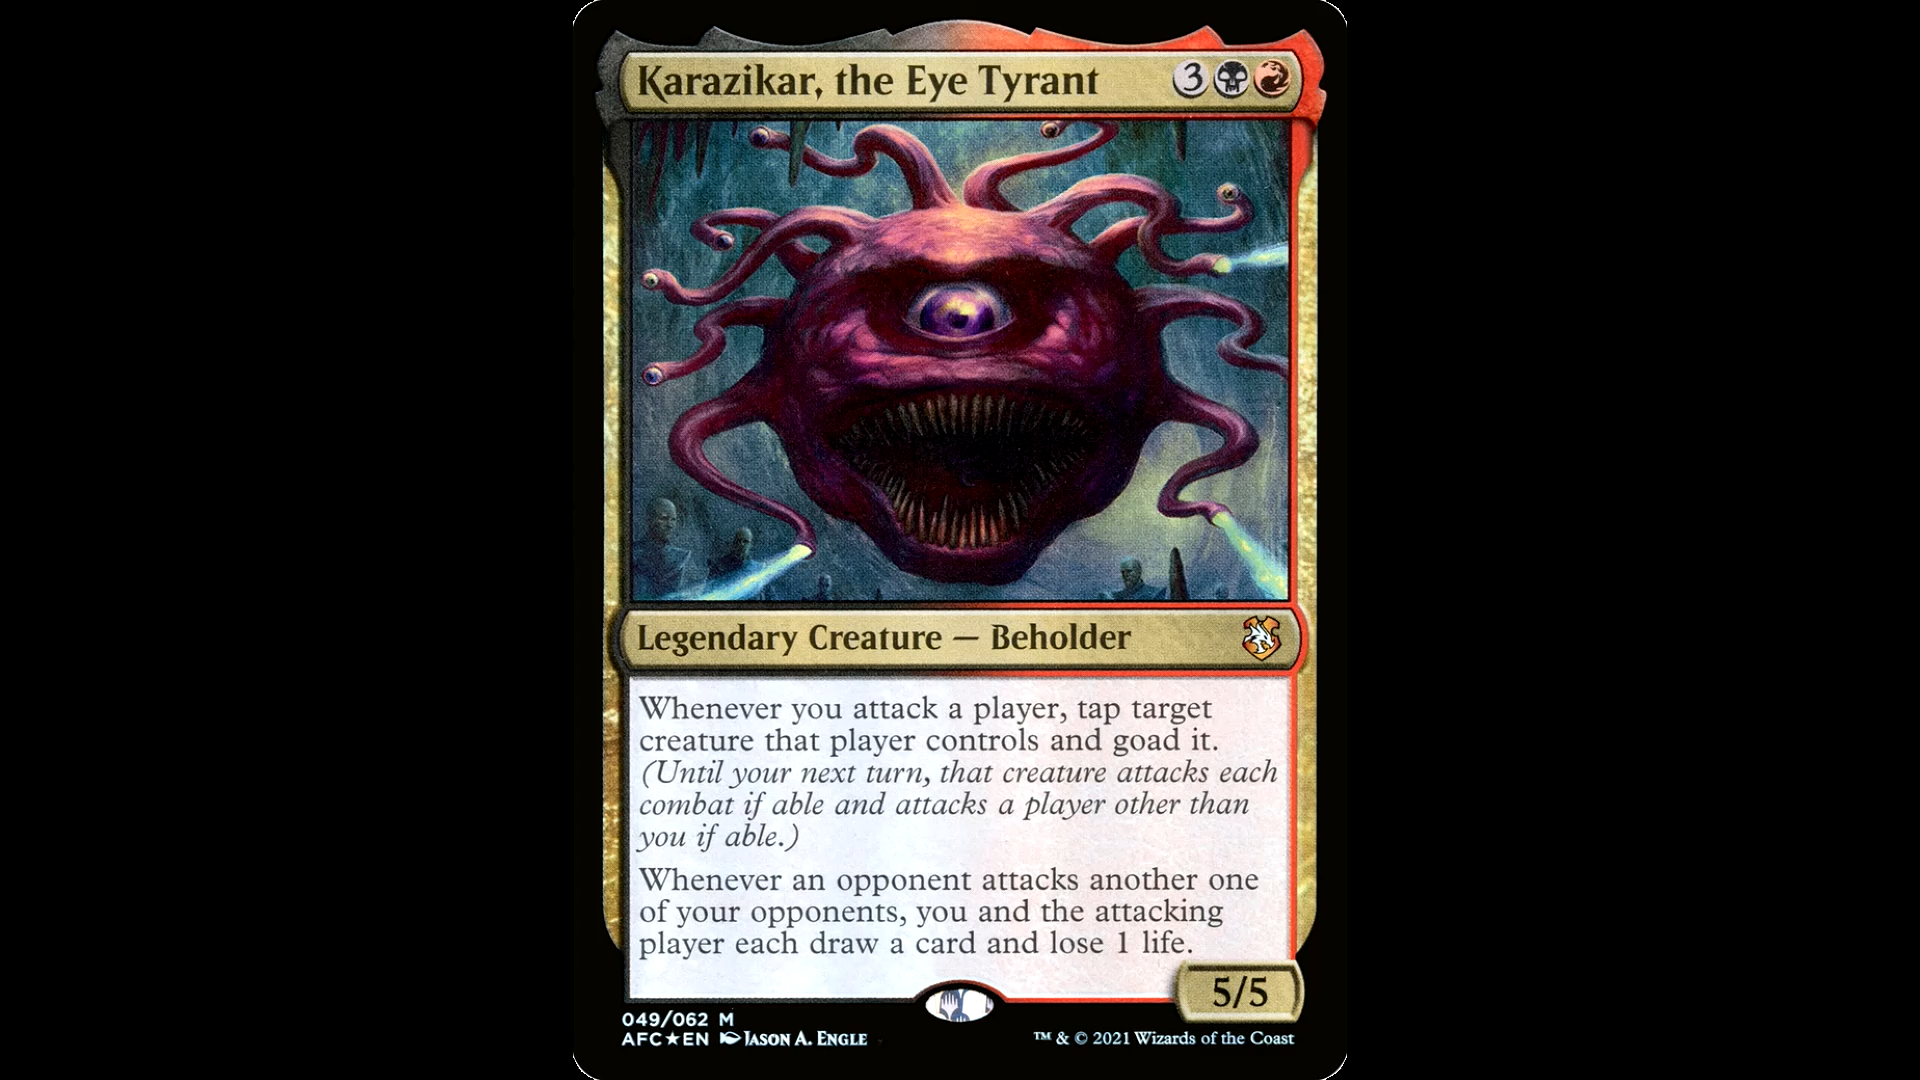 Karazikar, the Eye Tyrant 3
Legendary Creature — Beholder
Whenever you attack a player, tap target
creature that player controls and goad it.
(Until your next turn, that creature attacks each
combat if able and attacks a player other than
you if able.)
Whenever an opponent attacks another one
of your opponents, you and the attacking
player each draw a card and lose 1 life.
5/5
049/062 M
AFC★EN Jason A. Engle
™ & © 2021 Wizards of the Coast